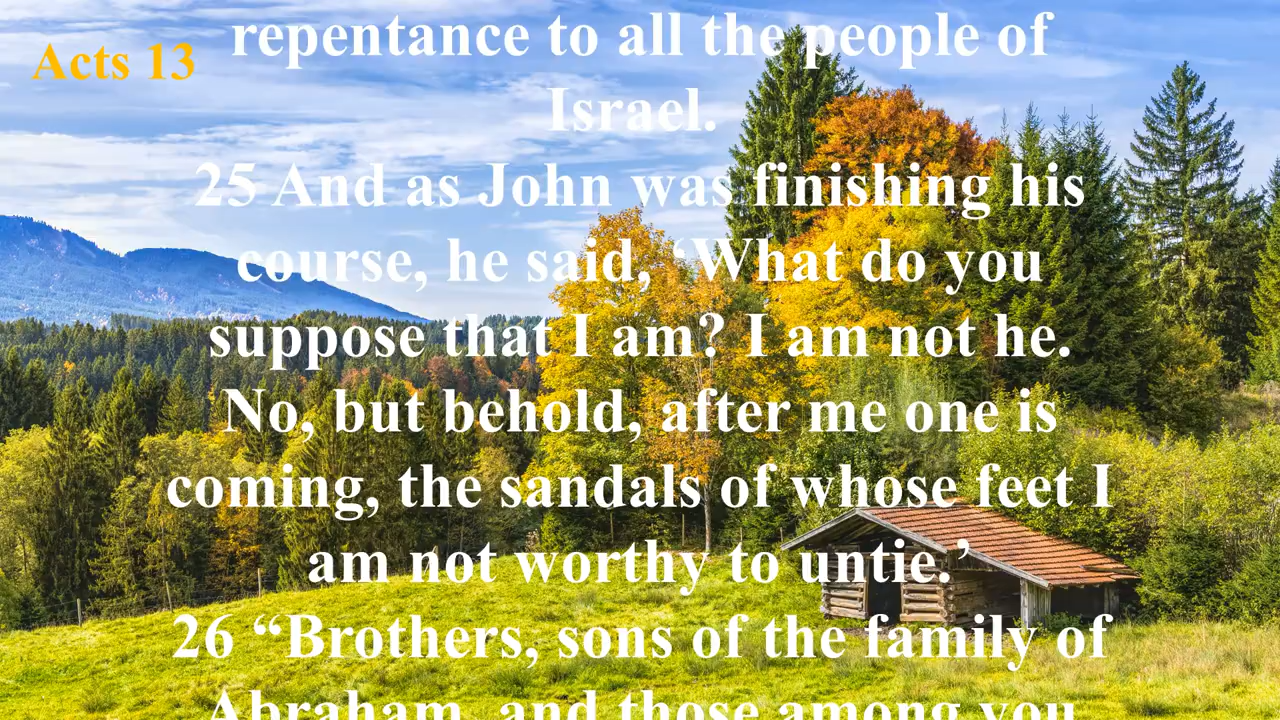 Acts 13
repentance to all the people of
Israel.
25 And as John was finishing his
course, he said, ‘What do you
suppose that I am? I am not he.
No, but behold, after me one is
coming, the sandals of whose feet I
am not worthy to untie.’
26 “Brothers, sons of the family of
Abraham, and those among you